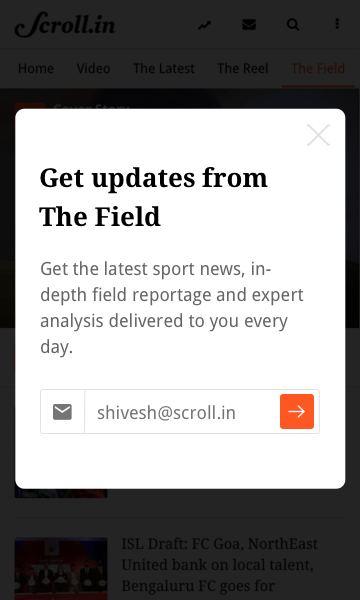 Scroll.in
Home Video The Latest The Reel The Field
Cover Story
Get updates from
The Field
Get the latest sport news, in-
depth field reportage and expert
analysis delivered to you every
day.
shivesh@scroll.in
ISL Draft: FC Goa, NorthEast
United bank on local talent,
Bengaluru FC goes for